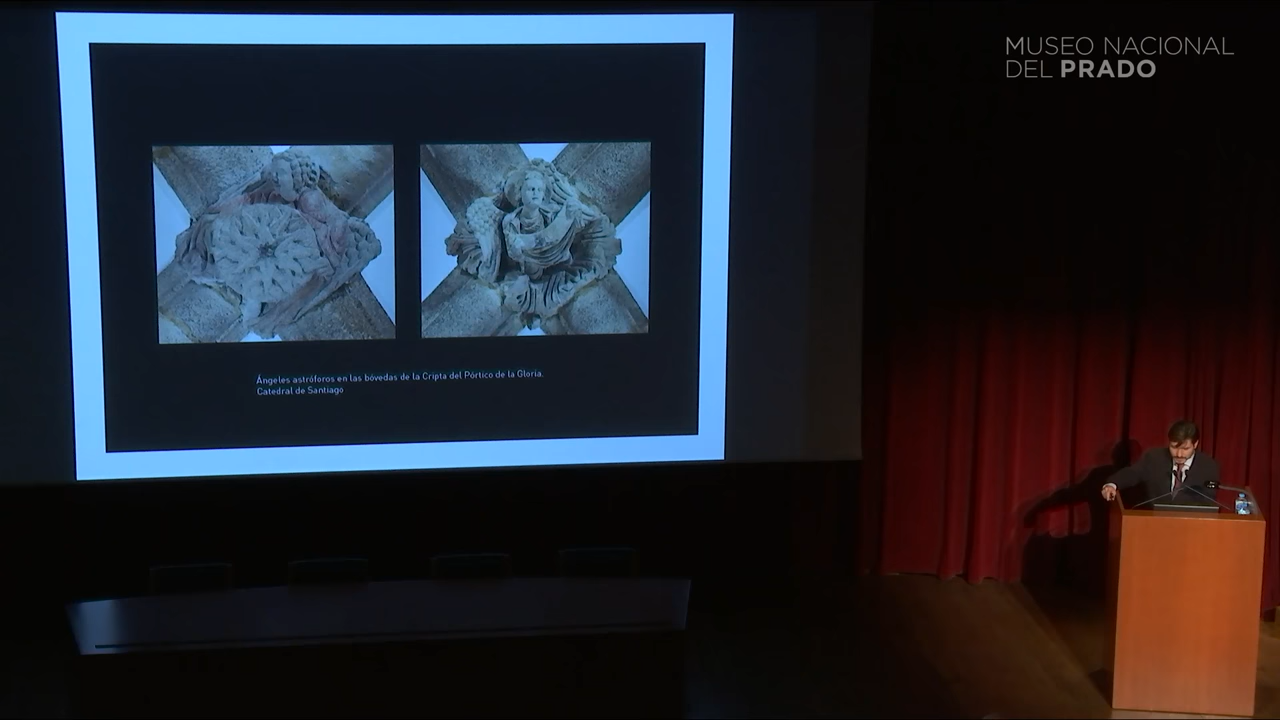 MUSEO NACIONAL
DEL PRADO
Ángeles astróforos en las bóvedas de la Cripta del Pórtico de la Gloria.
Catedral de Santiago